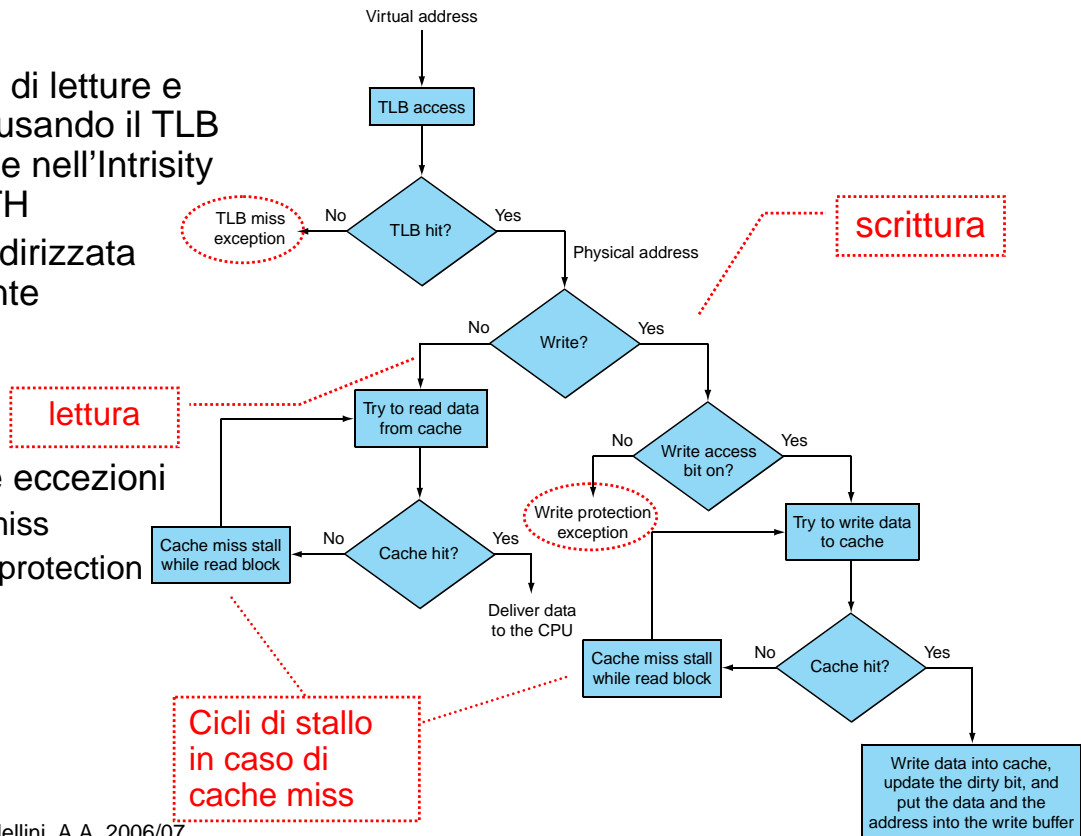 Virtual address
di letture e
usando il TLB
e nell'Intrisity
TH
dirizzata
nte
TLB access
TLB miss
exception
No
TLB hit?
Yes
Physical address
scrittura
No
Write?
Yes
lettura
Try to read data
from cache
No
Write access
bit on?
Yes
e eccezioni
niss
protection
Write protection
exception
Try to write data
to cache
Cache miss stall
while read block
No
Cache hit?
Yes
Deliver data
to the CPU
Cache miss stall
while read block
No
Cache hit?
Yes
Cicli di stallo
in caso di
cache miss
Write data into cache,
update the dirty bit, and
put the data and the
address into the write buffer
ellini, A.A. 2006/07